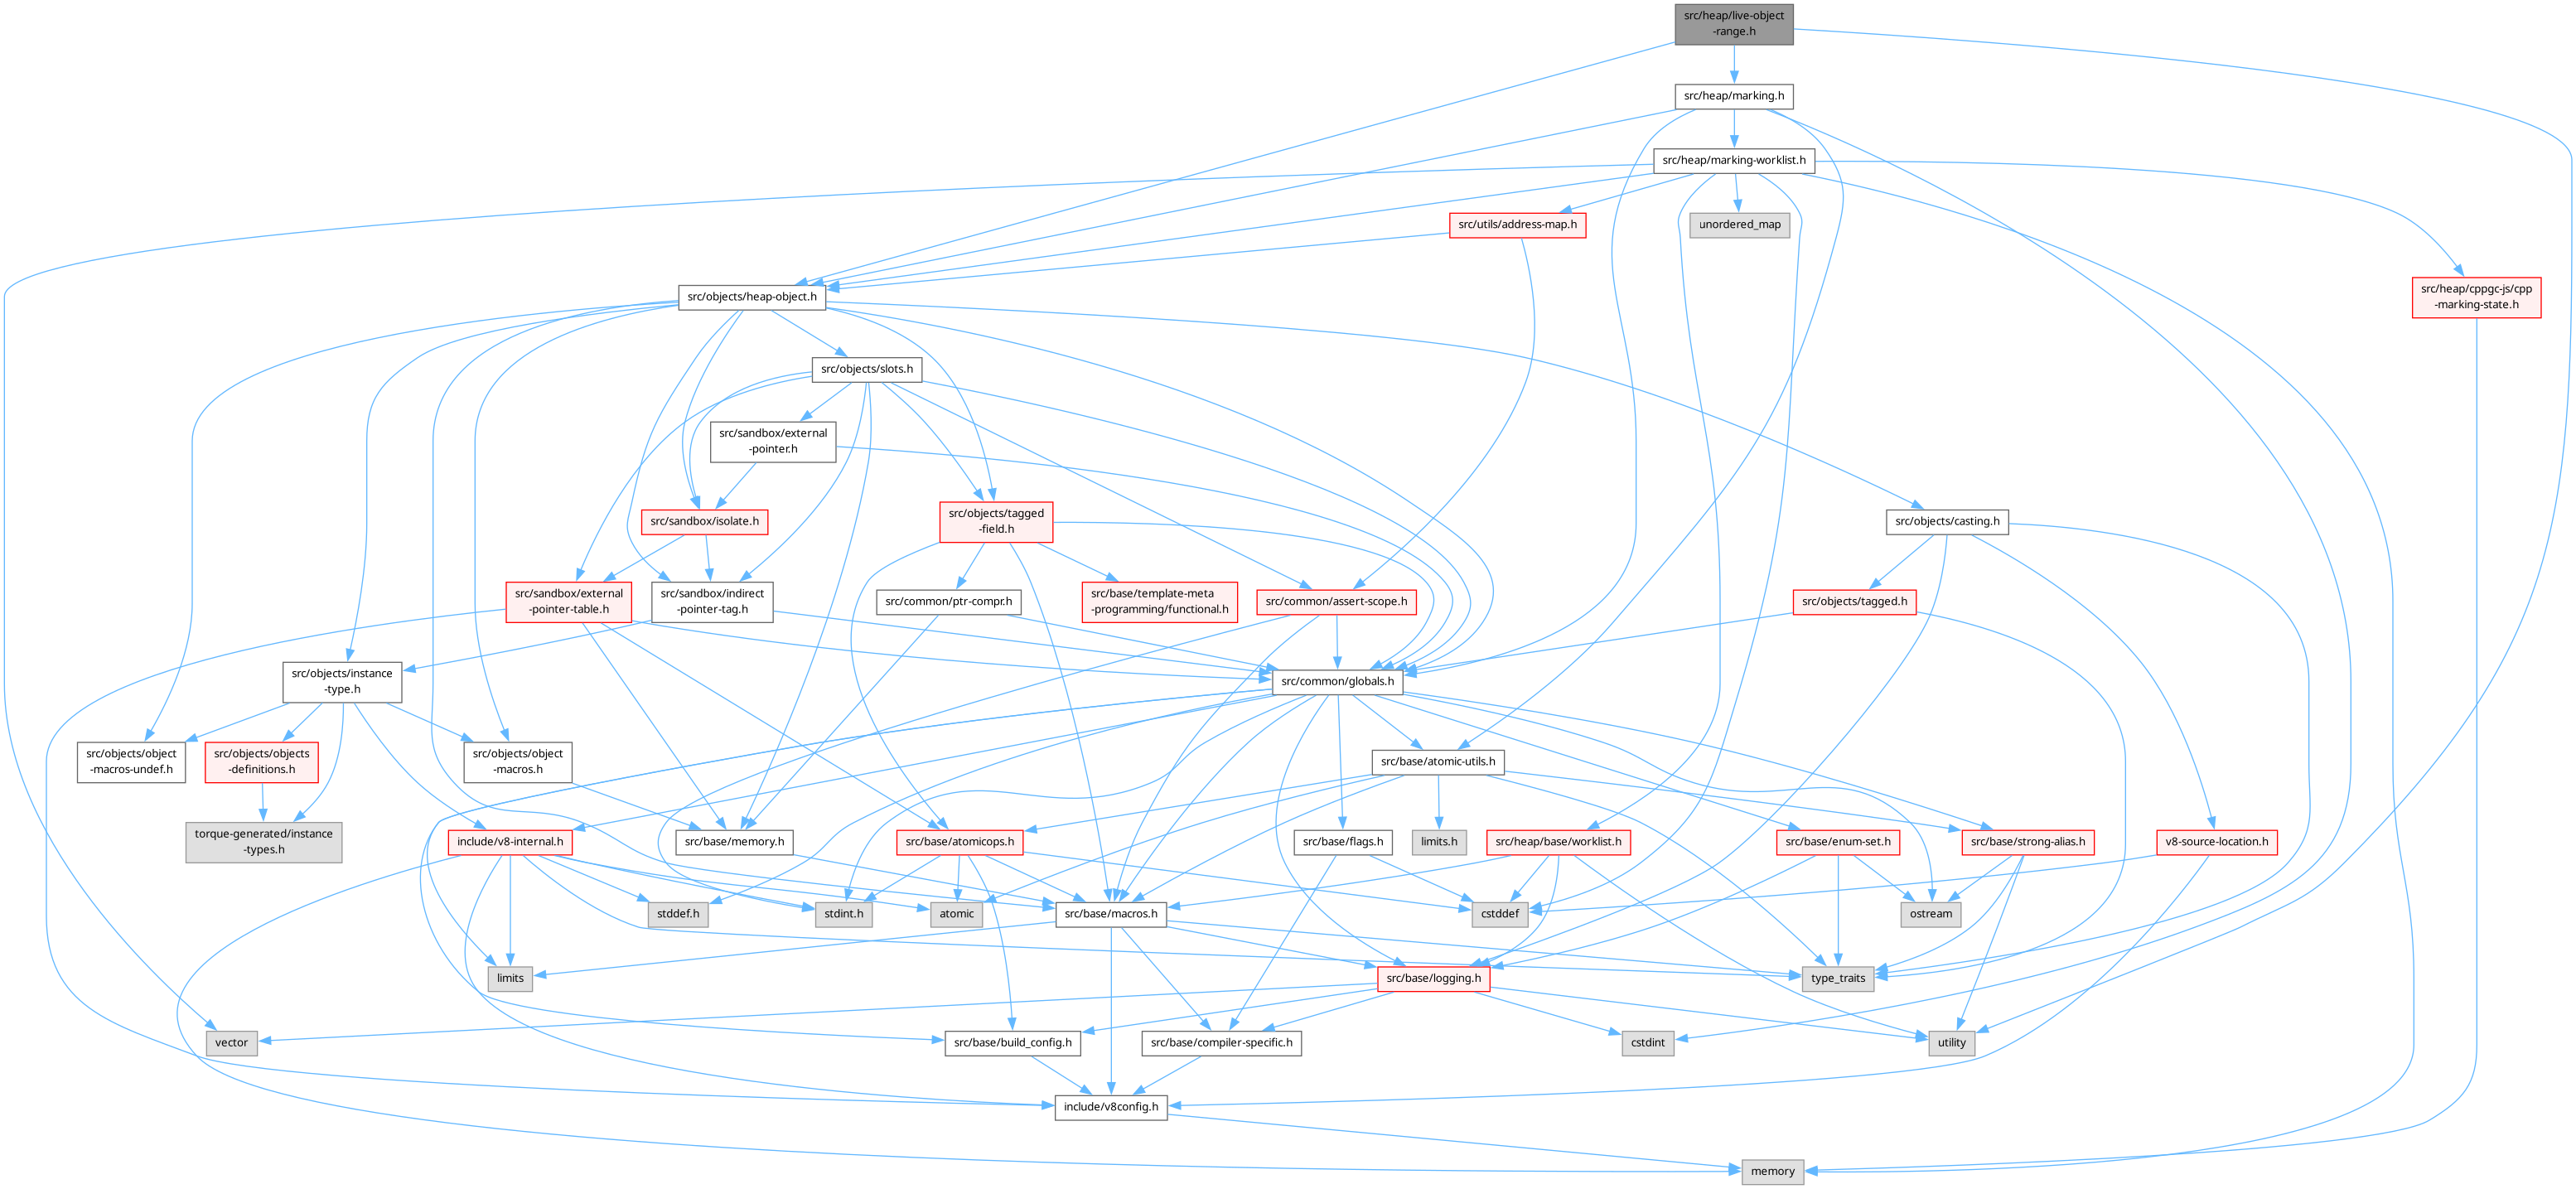 src/heap/live-object
-range.h
src/heap/marking.h
src/heap/marking-worklist.h
src/utils/address-map.h
unordered_map
src/heap/cppgc-js/cpp
-marking-state.h
src/objects/heap-object.h
src/objects/slots.h
src/sandbox/external
-pointer.h
src/sandbox/isolate.h
src/objects/tagged
-field.h
src/objects/casting.h
src/sandbox/external
-pointer-table.h
src/sandbox/indirect
-pointer-tag.h
src/common/ptr-compr.h
src/base/template-meta
-programming/functional.h
src/common/assert-scope.h
src/objects/tagged.h
src/objects/instance
-type.h
src/common/globals.h
src/objects/object
-macros-undef.h
src/objects/objects
-definitions.h
src/objects/object
-macros.h
src/base/atomic-utils.h
torque-generated/instance
-types.h
include/v8-internal.h
src/base/memory.h
src/base/atomicops.h
src/base/flags.h
limits.h
src/heap/base/worklist.h
src/base/enum-set.h
src/base/strong-alias.h
v8-source-location.h
stddef.h
stdint.h
atomic
src/base/macros.h
cstddef
ostream
limits
src/base/logging.h
type_traits
vector
src/base/build_config.h
src/base/compiler-specific.h
cstdint
utility
include/v8config.h
memory